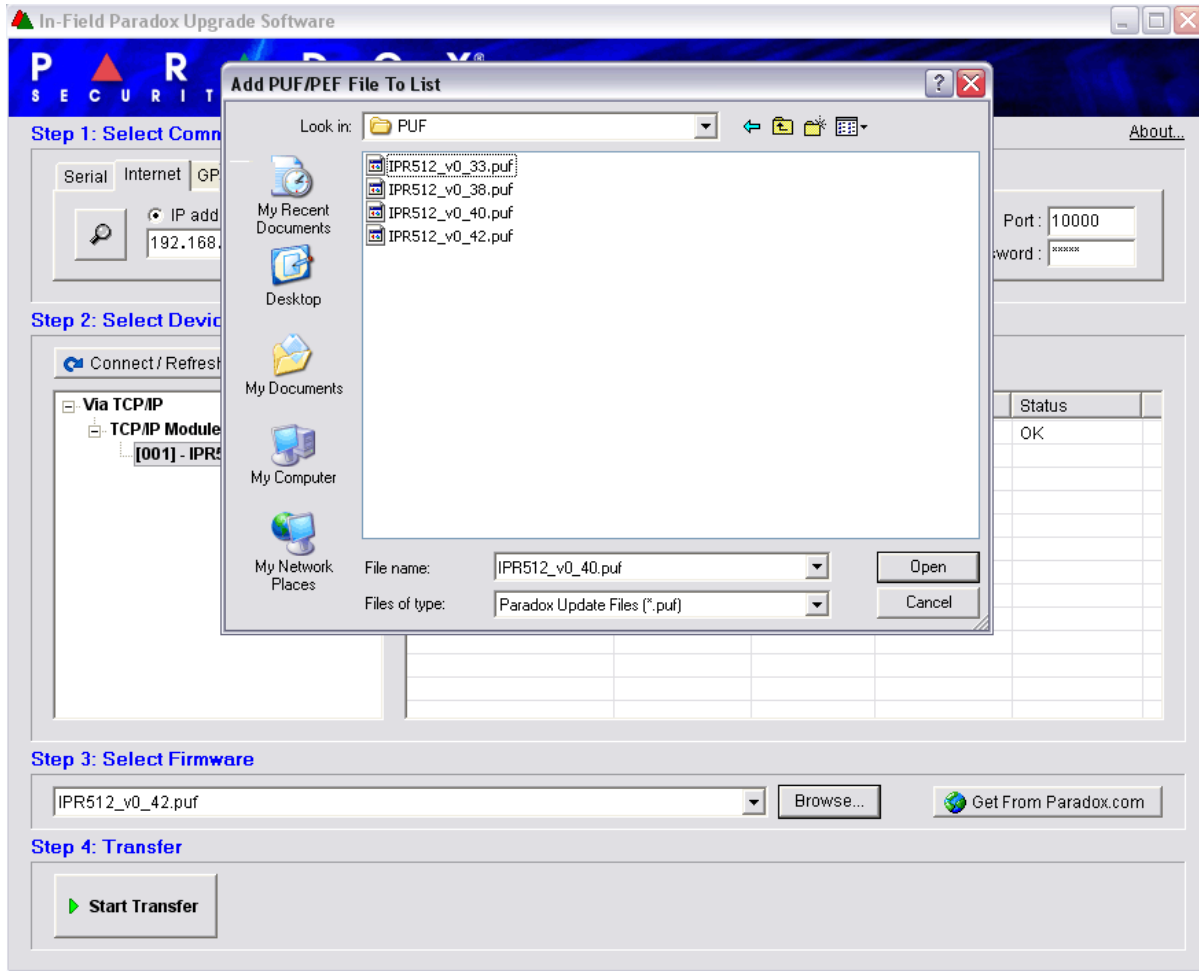 In-Field Paradox Upgrade Software
P A R A D O X®
S E C U R I T
Step 1: Select Comn
About...
Serial Internet GP
IP add
192.168.
Port : 10000
sword : *****
Step 2: Select Devic
Connect / Refresh
Via TCP/IP
TCP/IP Module
[001] - IPR5
Status
OK
Add PUF/PEF File To List
Look in: PUF
My Recent
Documents
Desktop
My Documents
My Computer
My Network
Places
IPR512_v0_33.puf
IPR512_v0_38.puf
IPR512_v0_40.puf
IPR512_v0_42.puf
File name: IPR512_v0_40.puf
Open
Files of type: Paradox Update Files (*.puf)
Cancel
Step 3: Select Firmware
IPR512_v0_42.puf
Browse...
Get From Paradox.com
Step 4: Transfer
Start Transfer